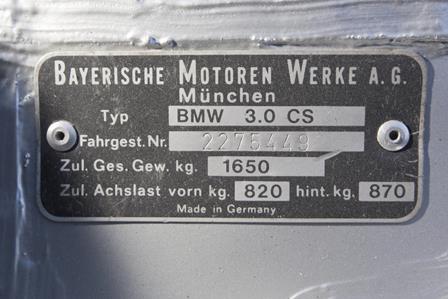 BAYERISCHE MOTOREN WERKE A.G.
München
Typ BMW 3.0 CS
Fahrgest. Nr. 2275449
Zul. Ges. Gew. kg. 1650
Zul. Achslast vorn kg. 820 hint. kg. 870
Made in Germany